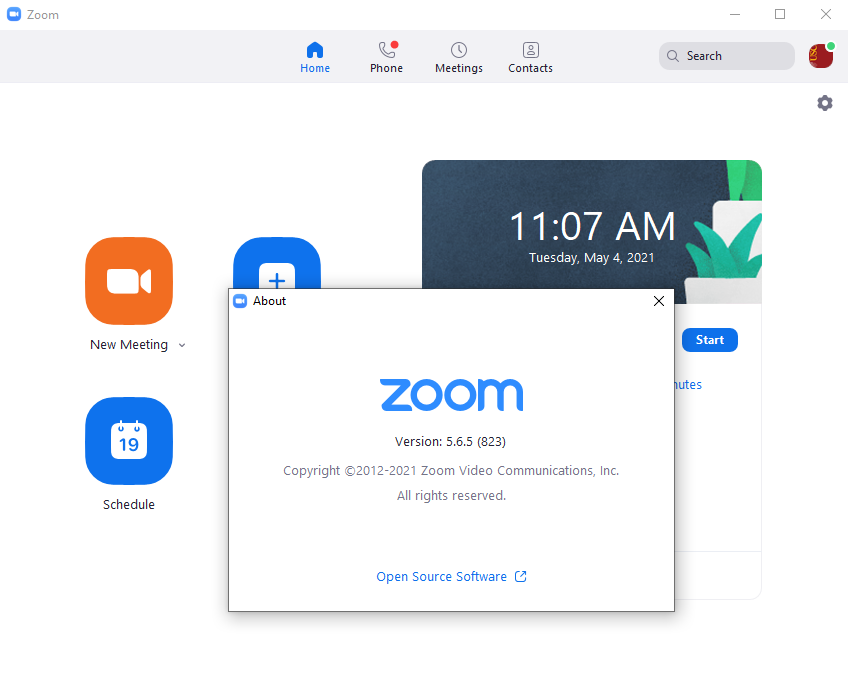 Zoom
Home
Phone
Meetings
Contacts
Search
11:07 AM
Tuesday, May 4, 2021
New Meeting
Start
19
Schedule
About
zoom
Version: 5.6.5 (823)
Copyright ©2012-2021 Zoom Video Communications, Inc.
All rights reserved.
Open Source Software